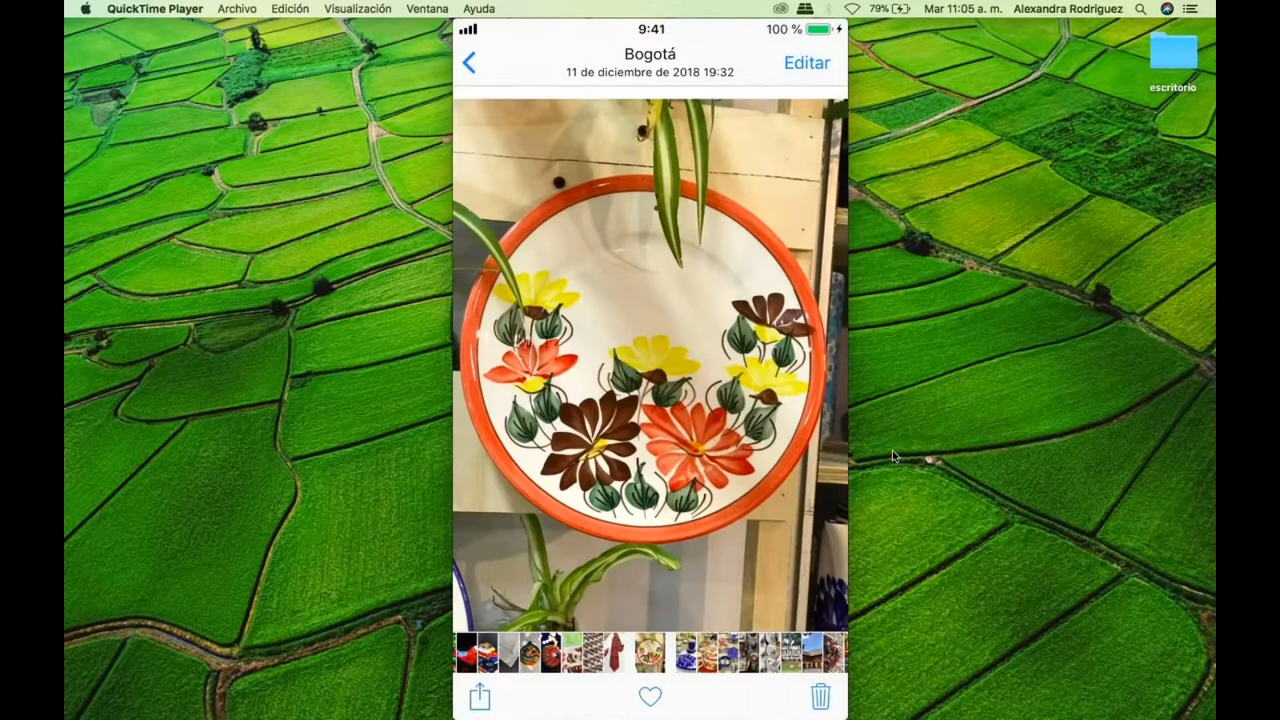 QuickTime Player Archivo Edición Visualización Ventana Ayuda 79% Mar 11:05 a. m. Alexandra Rodriguez
9:41 100 %
Bogotá
11 de diciembre de 2018 19:32
Editar
escritorio